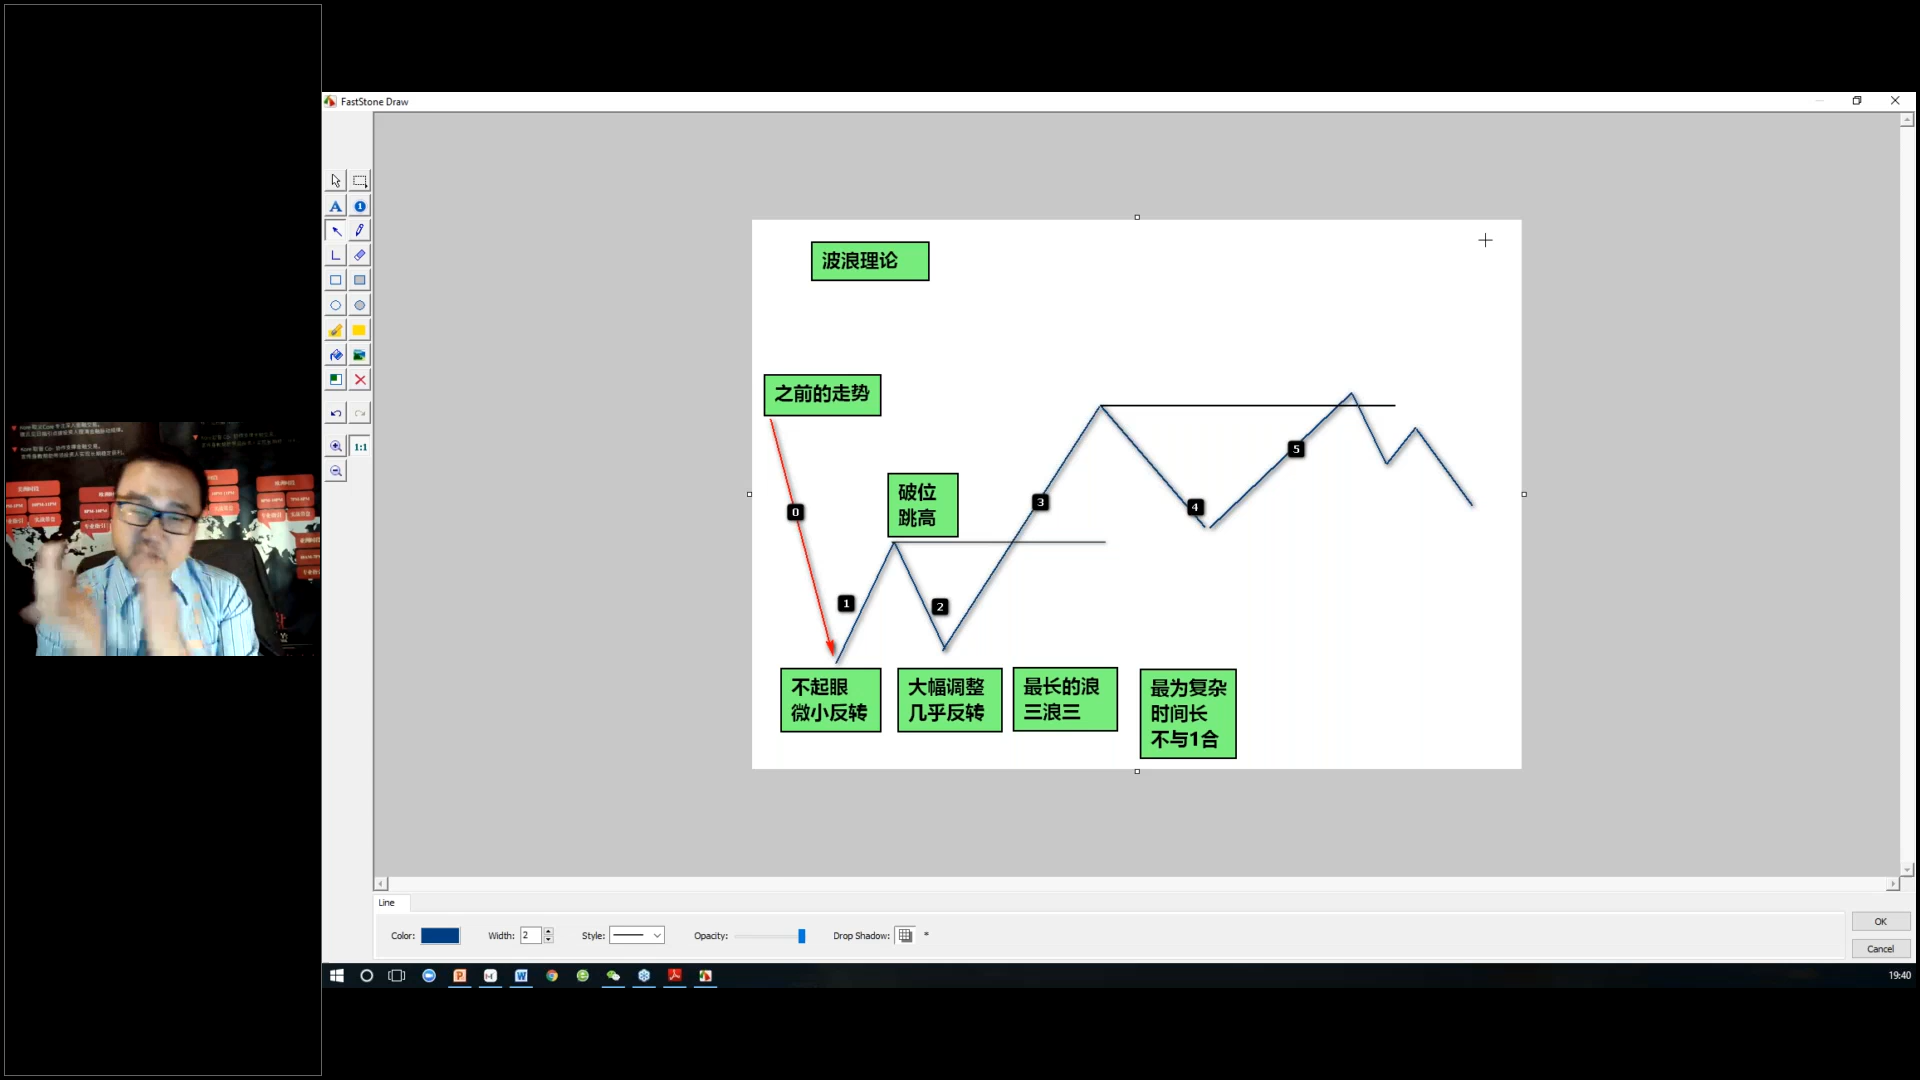 FastStone Draw
波浪理论
之前的走势
0
破位
跳高
1
2
3
4
5
不起眼
微小反转
大幅调整
几乎反转
最长的浪
三浪三
最为复杂
时间长
不与1合
1:1
Line
Color:
Width: 2
Style:
Opacity:
Drop Shadow:
*
OK
Cancel
19:40